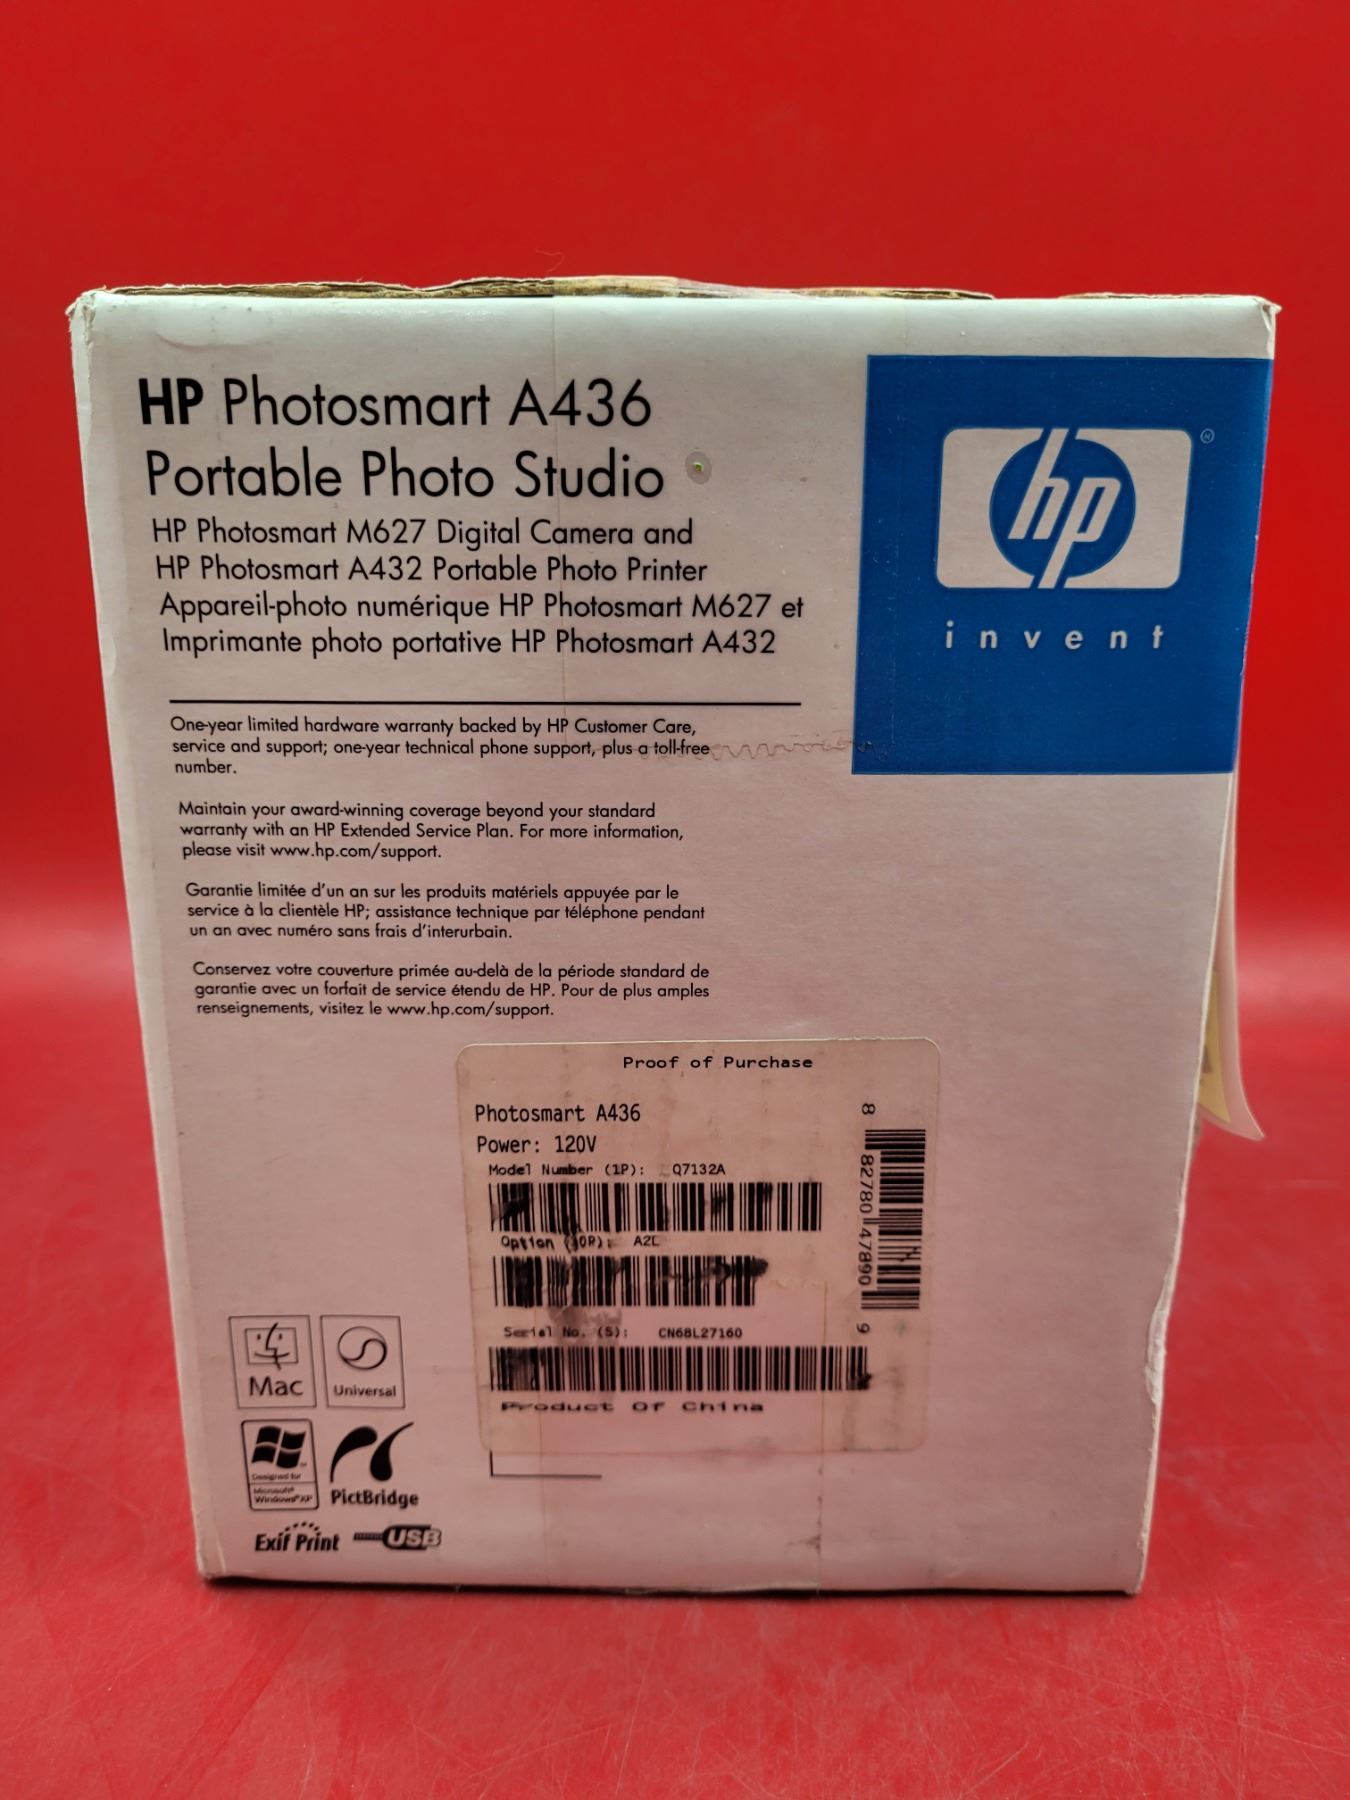 HP Photosmart A436
Portable Photo Studio
HP Photosmart M627 Digital Camera and
HP Photosmart A432 Portable Photo Printer
Appareil-photo numérique HP Photosmart M627 et
Imprimante photo portative HP Photosmart A432
hp
®
invent
One-year limited hardware warranty backed by HP Customer Care,
service and support; one-year technical phone support, plus a toll-free
number.
Maintain your award-winning coverage beyond your standard
warranty with an HP Extended Service Plan. For more information,
please visit www.hp.com/support.
Garantie limitée d'un an sur les produits matériels appuyée par le
service à la clientèle HP; assistance technique par téléphone pendant
un an avec numéro sans frais d'interurbain.
Conservez votre couverture primée au-delà de la période standard de
garantie avec un forfait de service étendu de HP. Pour de plus amples
renseignements, visitez le www.hp.com/support.
Proof of Purchase
Photosmart A436
Power: 120V
Model Number (1P): Q7132A
Option (30P): A2L
Serial No. (S): CN68L27160
Product Of China
8 82780 47890 9
Mac
Universal
Designed for
Microsoft®
Windows® XP
PictBridge
Exif Print
USB